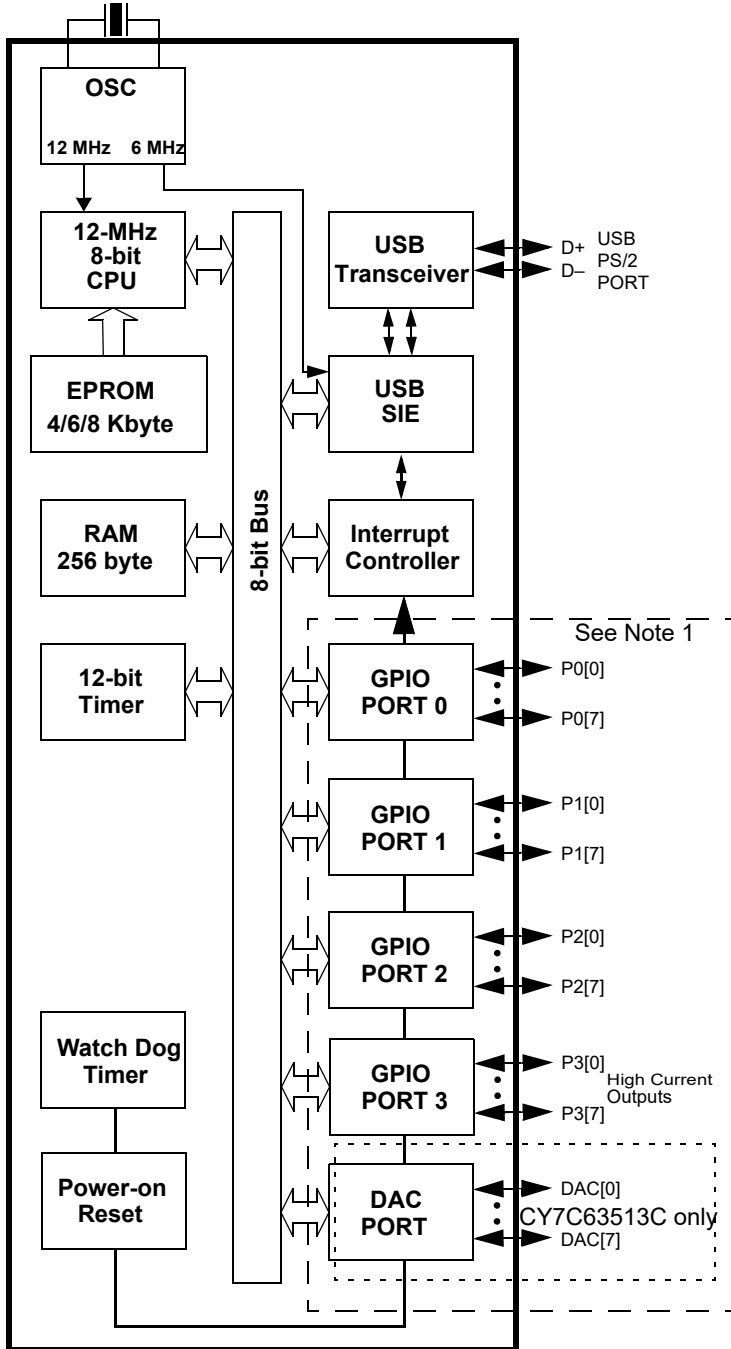 OSC
12 MHz 6 MHz
12-MHz
8-bit
CPU
USB
Transceiver
D+
D–
USB
PS/2
PORT
EPROM
4/6/8 Kbyte
USB
SIE
8-bit Bus
RAM
256 byte
Interrupt
Controller
See Note 1
12-bit
Timer
GPIO
PORT 0
P0[0]
P0[7]
GPIO
PORT 1
P1[0]
P1[7]
GPIO
PORT 2
P2[0]
P2[7]
Watch Dog
Timer
GPIO
PORT 3
P3[0]
P3[7]
High Current
Outputs
Power-on
Reset
DAC
PORT
DAC[0]
CY7C63513C only
DAC[7]